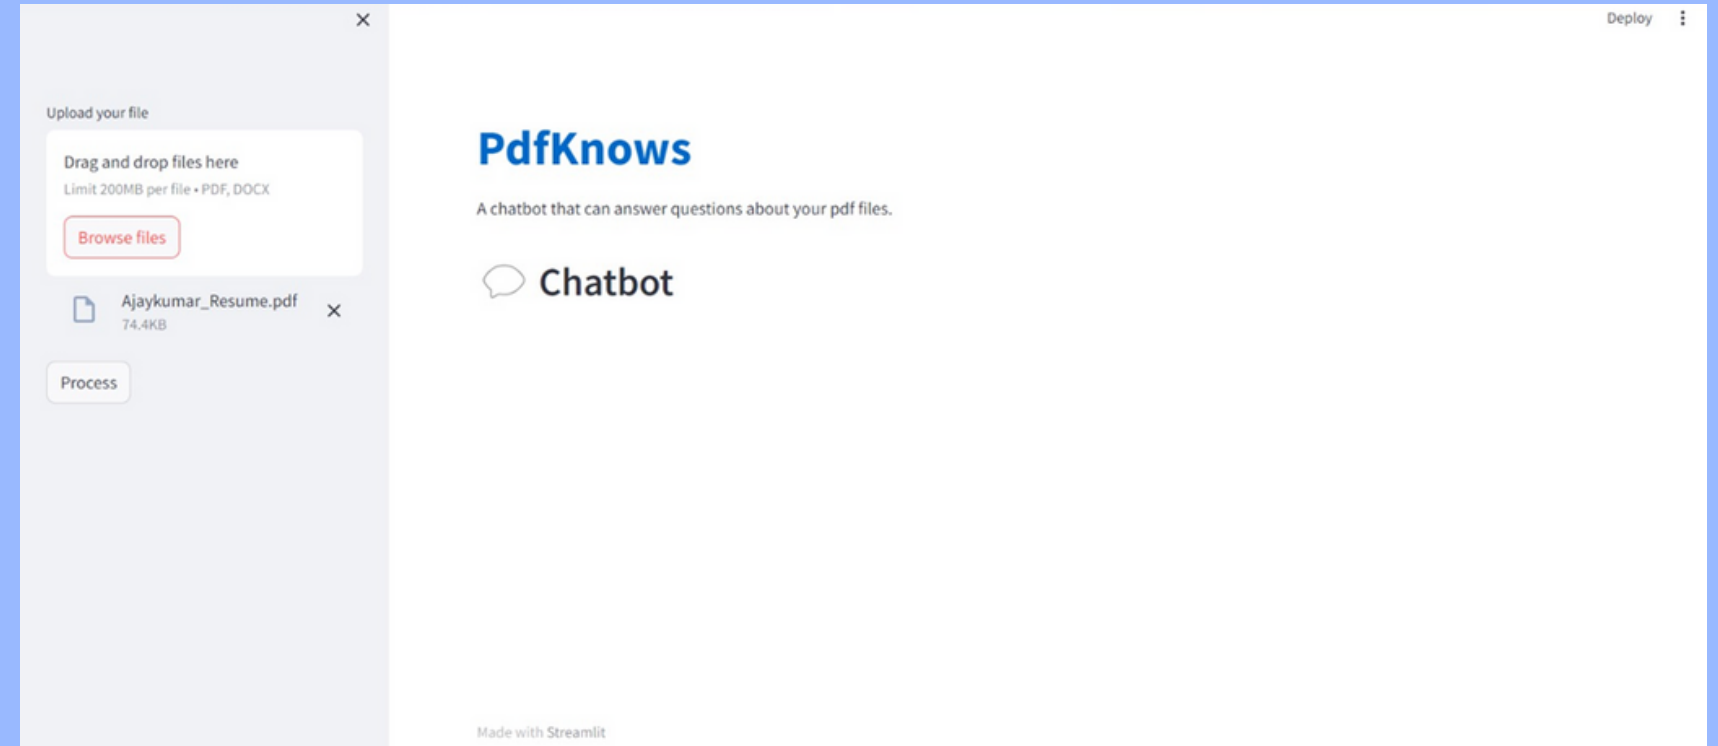 Deploy
Upload your file
Drag and drop files here
Limit 200MB per file • PDF, DOCX
Browse files
Ajaykumar_Resume.pdf
74.4KB
Process
PdfKnows
A chatbot that can answer questions about your pdf files.
Chatbot
Made with Streamlit